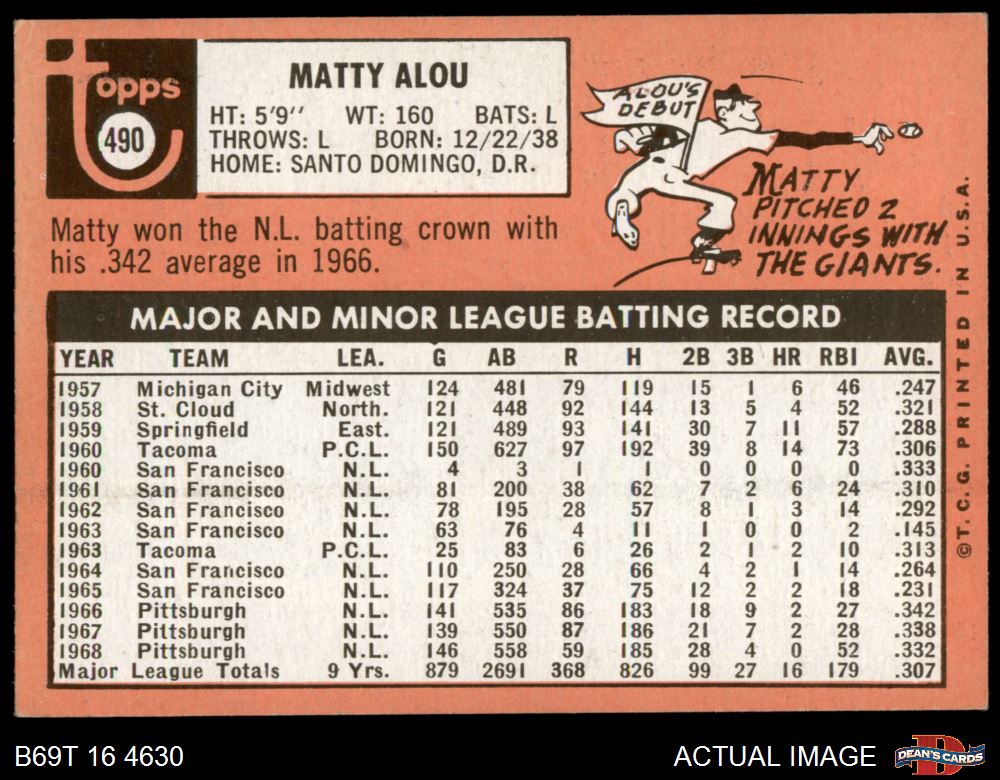 topps
490
MATTY ALOU
HT: 5'9'' WT: 160 BATS: L
THROWS: L BORN: 12/22/38
HOME: SANTO DOMINGO, D.R.
ALOU'S
DEBUT
MATTY
PITCHED 2
INNINGS WITH
THE GIANTS.
Matty won the N.L. batting crown with
his .342 average in 1966.
MAJOR AND MINOR LEAGUE BATTING RECORD
YEAR TEAM LEA. G AB R H 2B 3B HR RBI AVG.
1957 Michigan City Midwest 124 481 79 119 15 1 6 46 .247
1958 St. Cloud North. 121 448 92 144 13 5 4 52 .321
1959 Springfield East. 121 489 93 141 30 7 11 57 .288
1960 Tacoma P.C.L. 150 627 97 192 39 8 14 73 .306
1960 San Francisco N.L. 4 3 1 1 0 0 0 0 .333
1961 San Francisco N.L. 81 200 38 62 7 2 6 24 .310
1962 San Francisco N.L. 78 195 28 57 8 1 3 14 .292
1963 San Francisco N.L. 63 76 4 11 1 0 0 2 .145
1963 Tacoma P.C.L. 25 83 6 26 2 1 2 10 .313
1964 San Francisco N.L. 110 250 28 66 4 2 1 14 .264
1965 San Francisco N.L. 117 324 37 75 12 2 2 18 .231
1966 Pittsburgh N.L. 141 535 86 183 18 9 2 27 .342
1967 Pittsburgh N.L. 139 550 87 186 21 7 2 28 .338
1968 Pittsburgh N.L. 146 558 59 185 28 4 0 52 .332
Major League Totals 9 Yrs. 879 2691 368 826 99 27 16 179 .307
©T.C.G. PRINTED IN U.S.A.
B69T 16 4630
ACTUAL IMAGE
DEAN'S CARDS